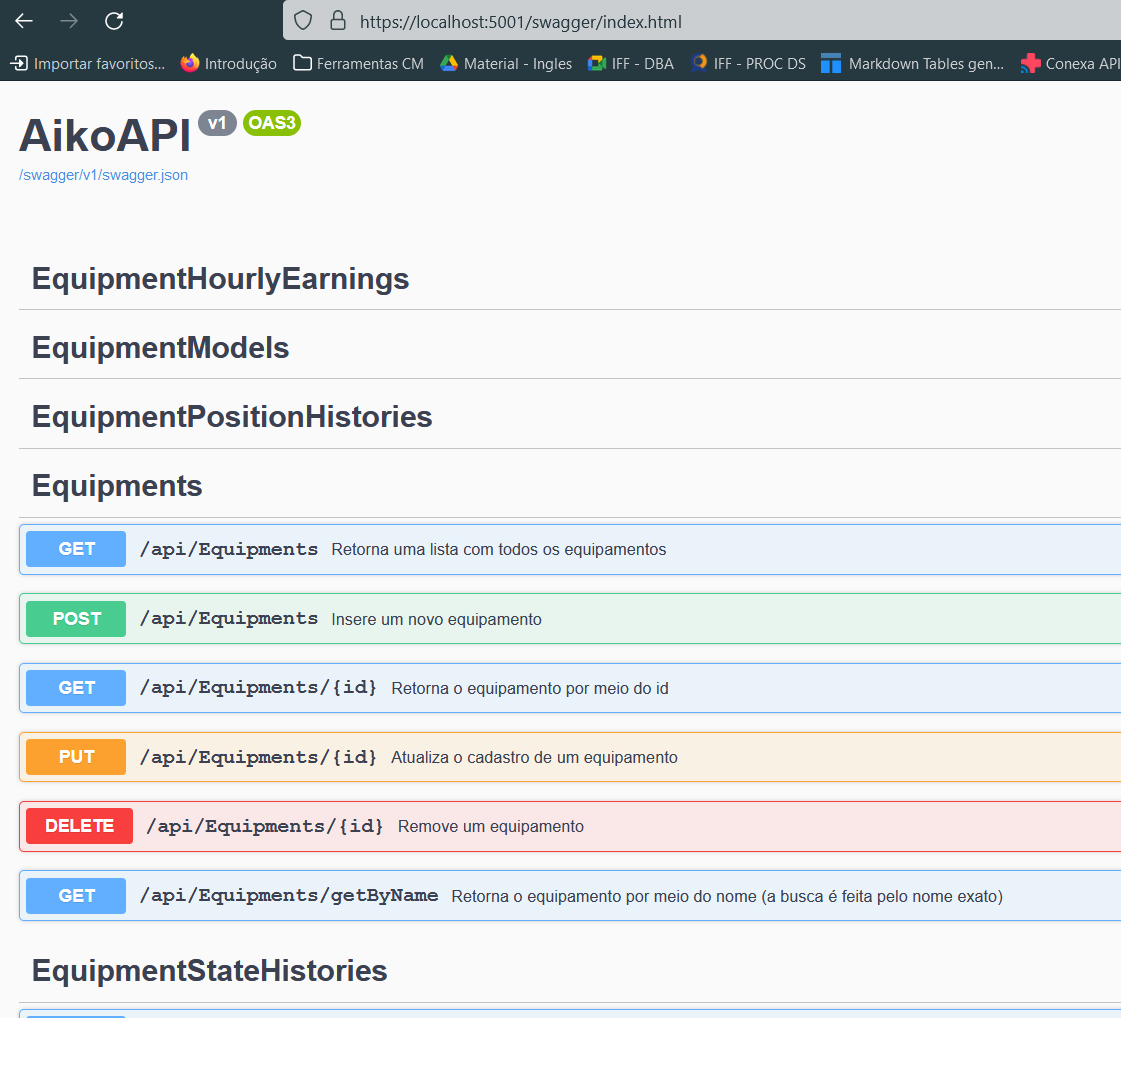 https://localhost:5001/swagger/index.html
Importar favoritos... Introdução Ferramentas CM Material - Ingles IFF - DBA IFF - PROC DS Markdown Tables gen... Conexa API
AikoAPI v1 OAS3
/swagger/v1/swagger.json
EquipmentHourlyEarnings
EquipmentModels
EquipmentPositionHistories
Equipments
GET /api/Equipments Retorna uma lista com todos os equipamentos
POST /api/Equipments Insere um novo equipamento
GET /api/Equipments/{id} Retorna o equipamento por meio do id
PUT /api/Equipments/{id} Atualiza o cadastro de um equipamento
DELETE /api/Equipments/{id} Remove um equipamento
GET /api/Equipments/getByName Retorna o equipamento por meio do nome (a busca é feita pelo nome exato)
EquipmentStateHistories